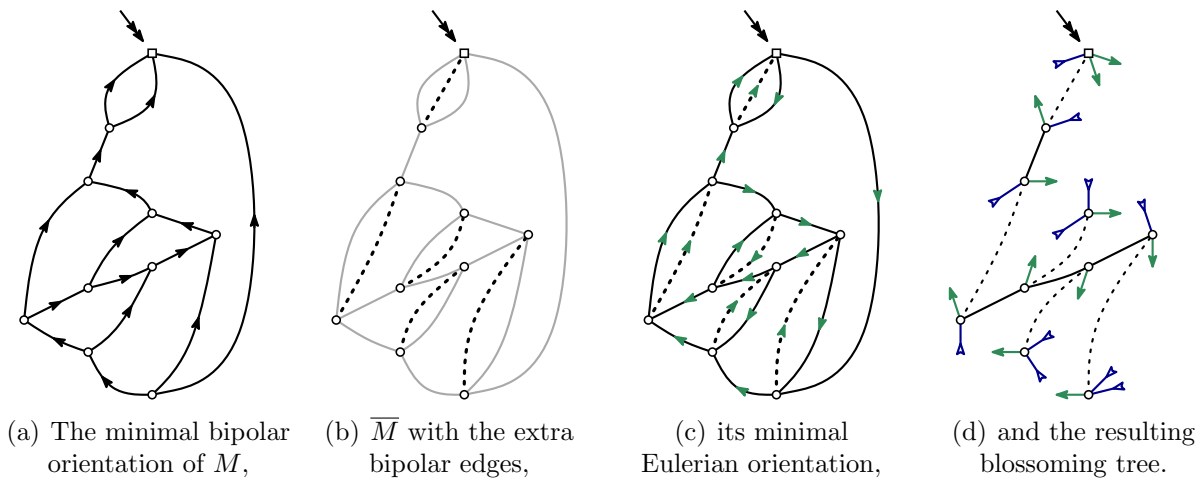 (a) The minimal bipolar
orientation of M,
(b) M̅ with the extra
bipolar edges,
(c) its minimal
Eulerian orientation,
(d) and the resulting
blossoming tree.